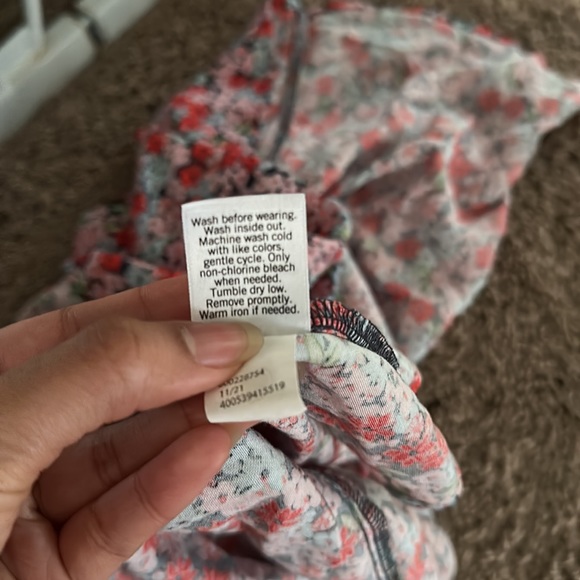 Wash before wearing.
Wash inside out.
Machine wash cold
with like colors,
gentle cycle. Only
non-chlorine bleach
when needed.
Tumble dry low.
Remove promptly.
Warm iron if needed.
11/21
400539415519